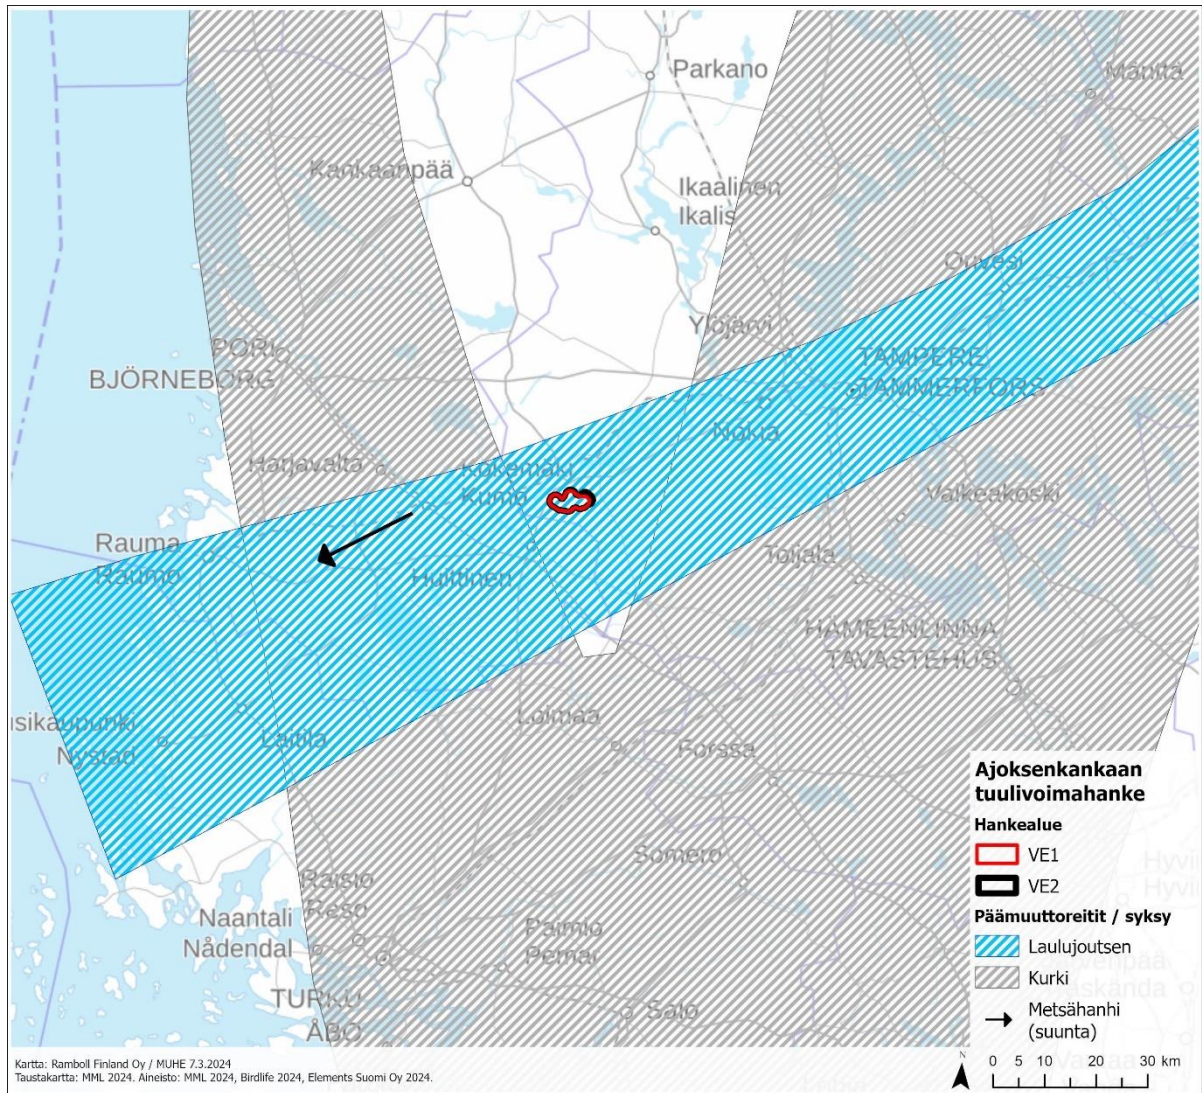 Parkano
Mänttä
Kankaanpää
Ikaalinen
Ikalis
Orivesi
Ylöjärvi
PORI
BJÖRNEBORG
TAMPERE
TAMMERFORS
Nokia
Harjavalta
Kokemäki
Kumo
Valkeakoski
Rauma
Raumo
Huittinen
Toijala
HÄMEENLINNA
TAVASTEHUS
Loimaa
Forssa
Nystad
Laitila
Somero
Raisio
Reso
Naantali
Nådendal
Paimio
Pemar
TURKU
ÅBO
Salo
Ajoksenkankaan
tuulivoimahanke
Hankealue
VE1
VE2
Päämuuttoreitit / syksy
Laulujoutsen
Kurki
Metsähanhi
(suunta)
N
0 5 10 20 30 km
Kartta: Ramboll Finland Oy / MUHE 7.3.2024
Taustakartta: MML 2024. Aineisto: MML 2024, Birdlife 2024, Elements Suomi Oy 2024.